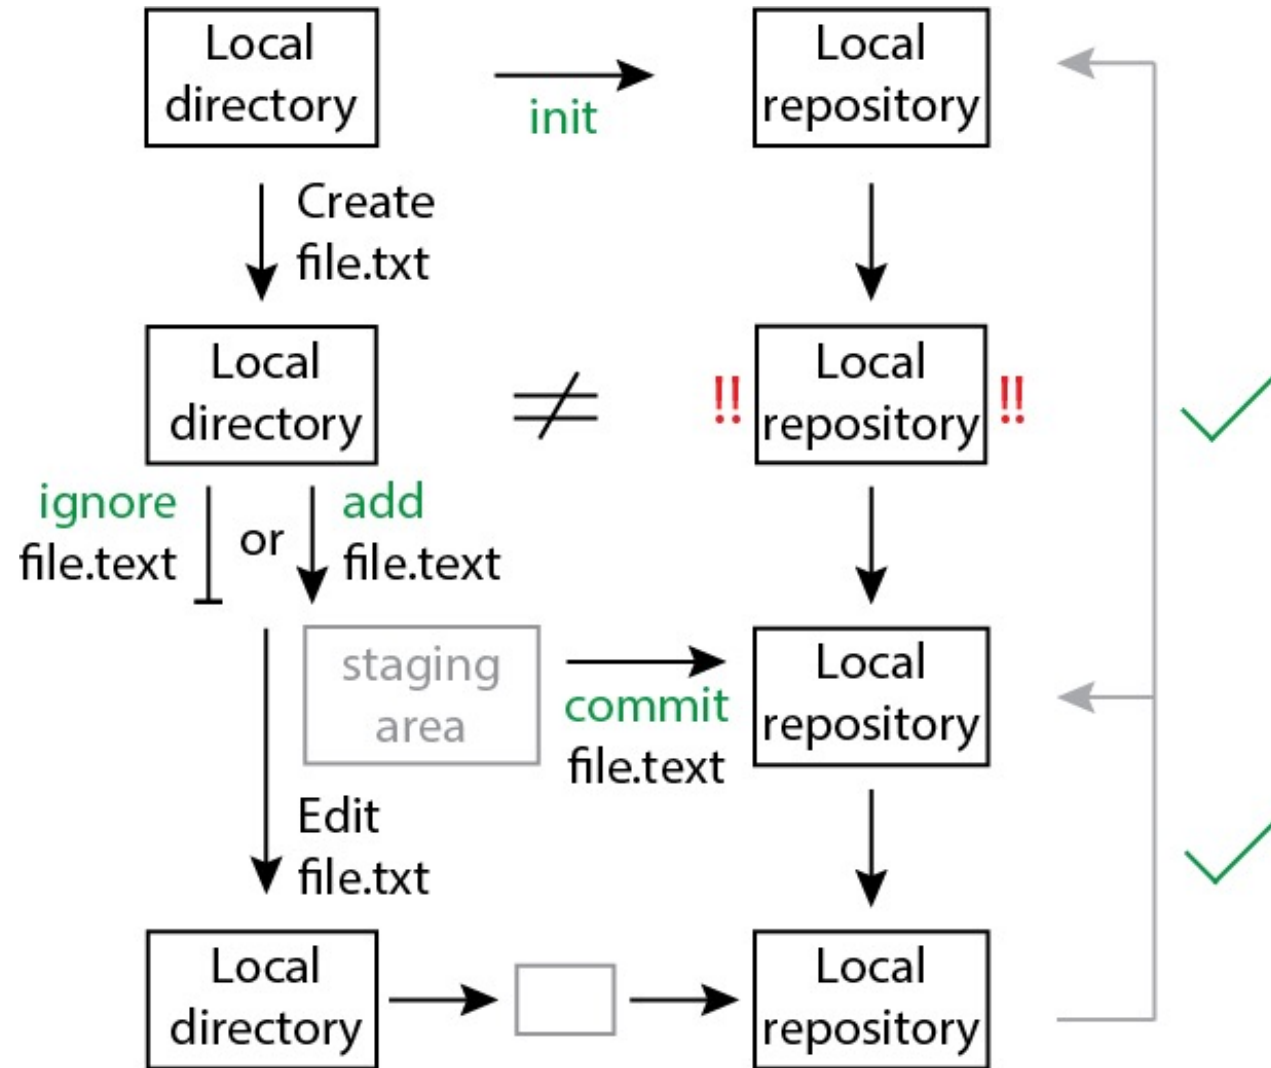 Local
directory
init
Local
repository
Create
file.txt
Local
directory
≠
!!
Local
repository
!!
ignore
file.text
or
add
file.text
staging
area
commit
file.text
Local
repository
Edit
file.txt
Local
directory
Local
repository